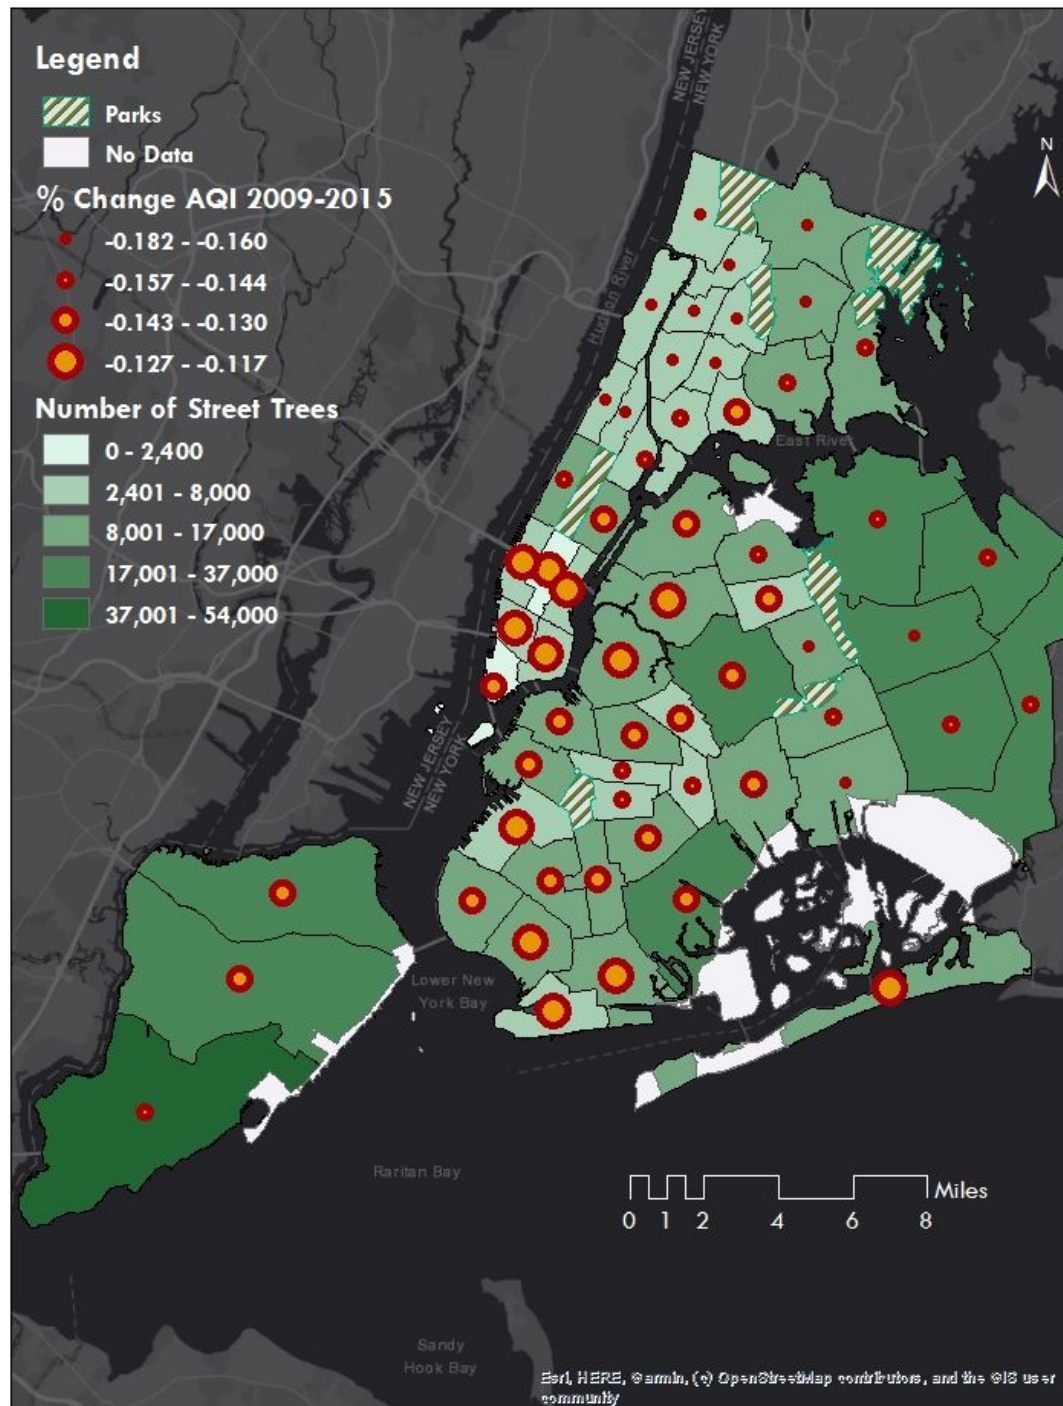 Legend
Parks
No Data
% Change AQI 2009-2015
-0.182 - -0.160
-0.157 - -0.144
-0.143 - -0.130
-0.127 - -0.117
Number of Street Trees
0 - 2,400
2,401 - 8,000
8,001 - 17,000
17,001 - 37,000
37,001 - 54,000
NEW JERSEY
NEW YORK
N
Hudson River
East River
NEW JERSEY
NEW YORK
Lower New
York Bay
Raritan Bay
Miles
0 1 2 4 6 8
Sandy
Hook Bay
Esri, HERE, Garmin, (c) OpenStreetMap contributors, and the GIS user
community